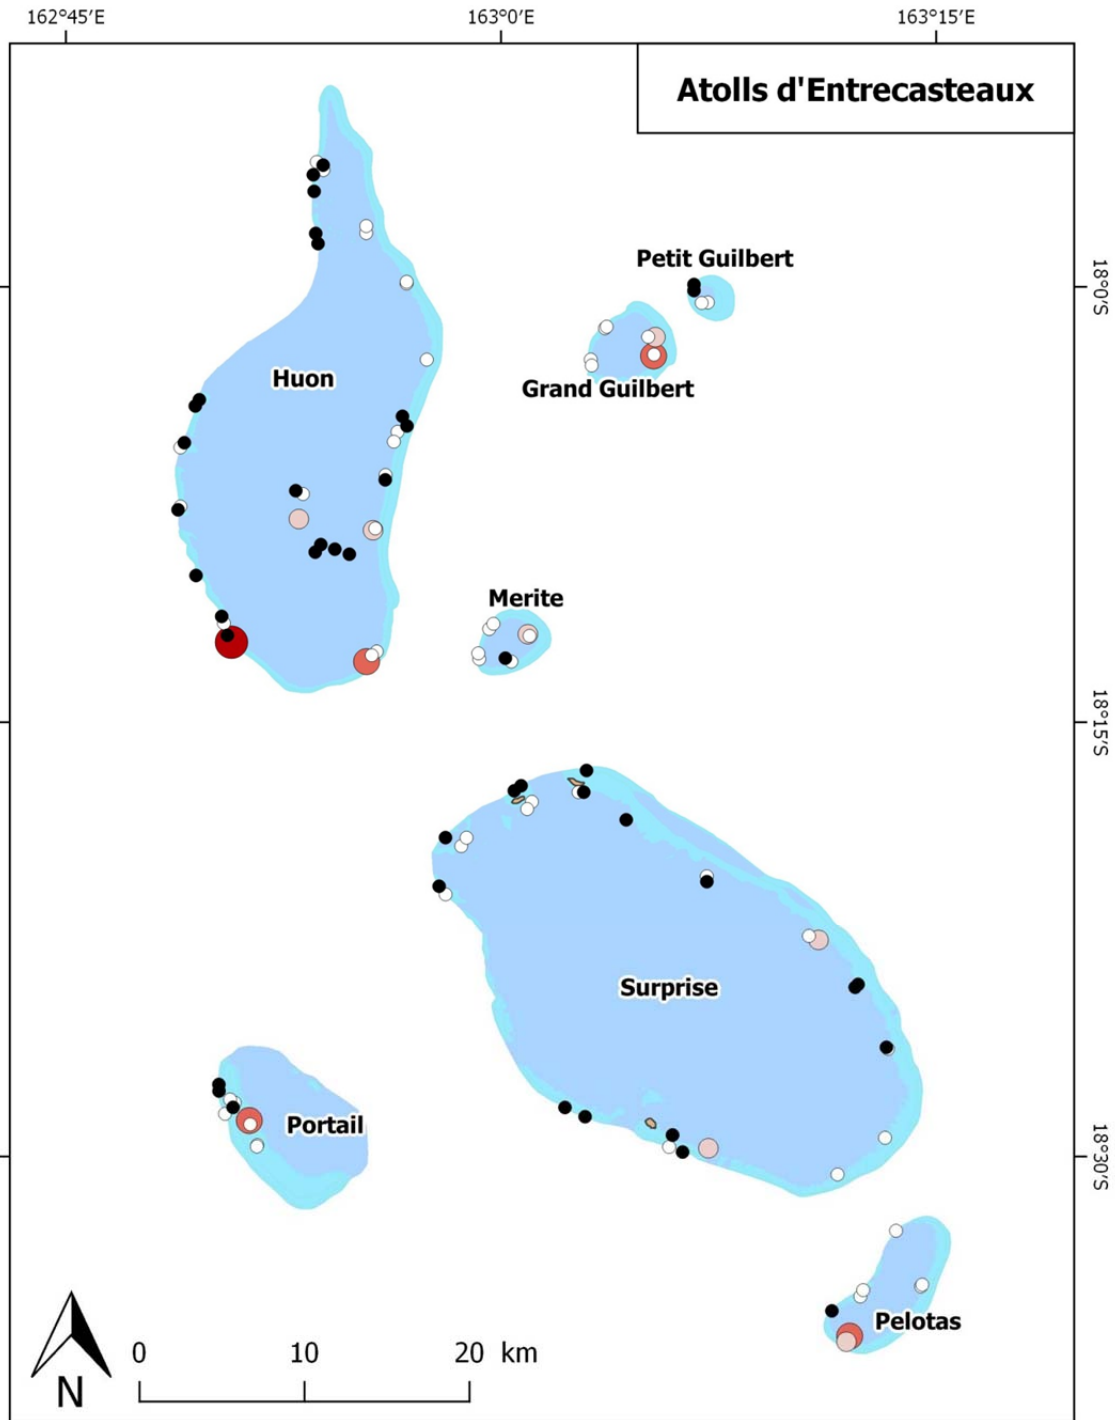 162°45′E
163°0′E
163°15′E
Atolls d'Entrecasteaux
Petit Guilbert
18°0′S
Huon
Grand Guilbert
Merite
18°15′S
Surprise
Portail
18°30′S
Pelotas
0 10 20 km
N